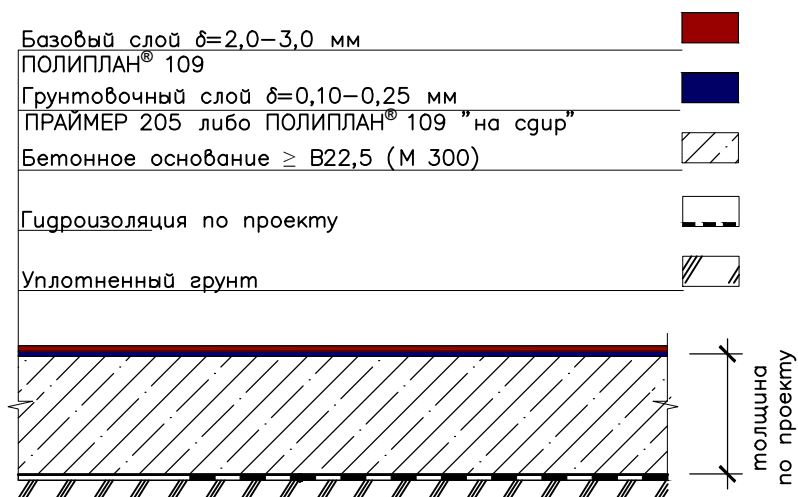 Базовый слой δ=2,0–3,0 мм
ПОЛИПЛАН® 109
Грунтовочный слой δ=0,10–0,25 мм
ПРАЙМЕР 205 либо ПОЛИПЛАН® 109 "на сдир"
Бетонное основание ≥ В22,5 (М 300)
Гидроизоляция по проекту
Уплотненный грунт
толщина
по проекту